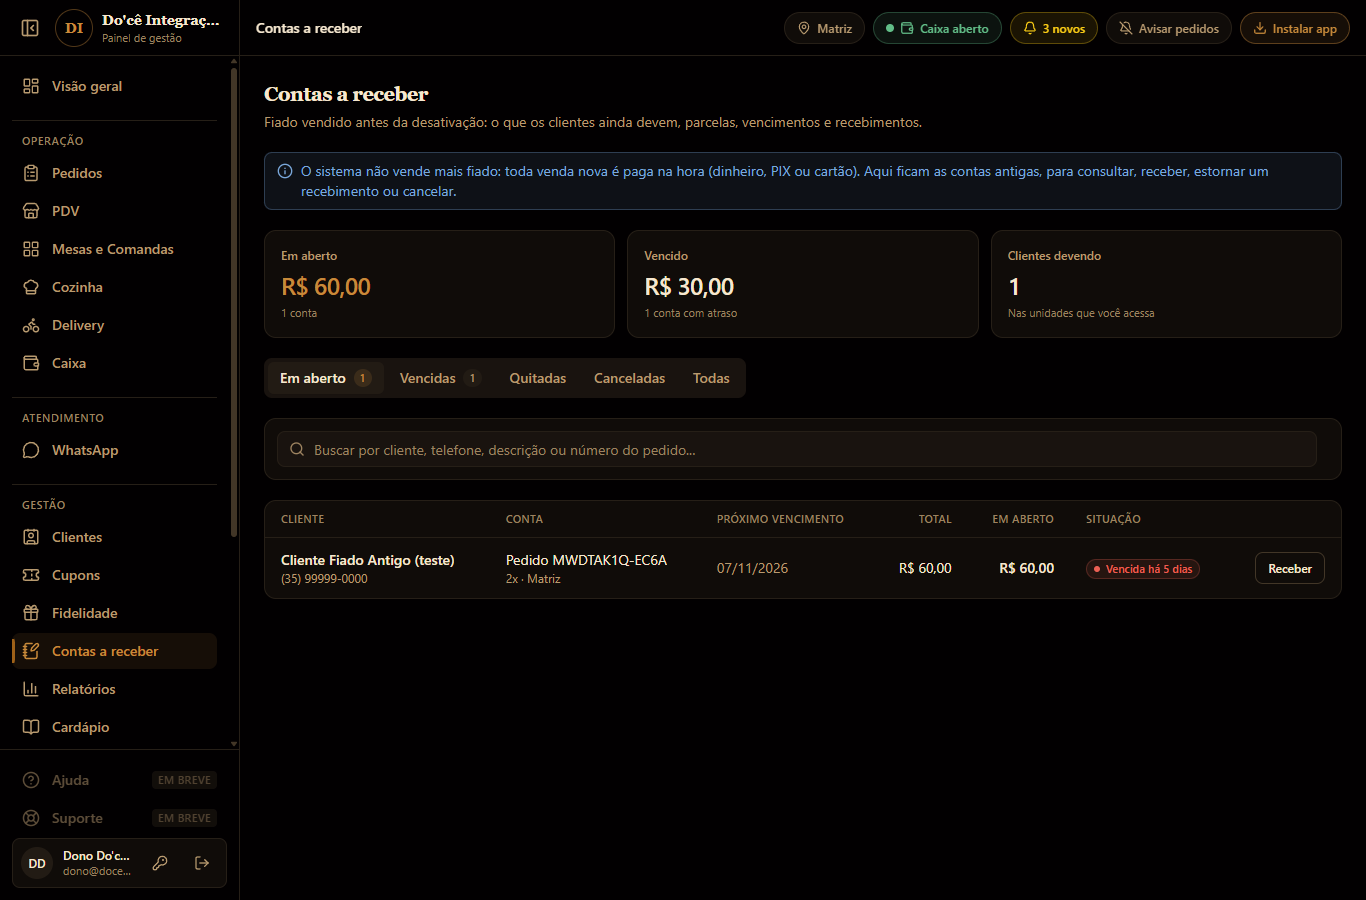 DI
Do'cê Integraç...
Painel de gestão
Contas a receber
Matriz
Caixa aberto
3 novos
Avisar pedidos
Instalar app
Visão geral
OPERAÇÃO
Pedidos
PDV
Mesas e Comandas
Cozinha
Delivery
Caixa
ATENDIMENTO
WhatsApp
GESTÃO
Clientes
Cupons
Fidelidade
Contas a receber
Relatórios
Cardápio
Ajuda EM BREVE
Suporte EM BREVE
DD
Dono Do'c...
dono@doce...
Contas a receber
Fiado vendido antes da desativação: o que os clientes ainda devem, parcelas, vencimentos e recebimentos.
O sistema não vende mais fiado: toda venda nova é paga na hora (dinheiro, PIX ou cartão). Aqui ficam as contas antigas, para consultar, receber, estornar um
recebimento ou cancelar.
Em aberto
R$ 60,00
1 conta
Vencido
R$ 30,00
1 conta com atraso
Clientes devendo
1
Nas unidades que você acessa
Em aberto 1 Vencidas 1 Quitadas Canceladas Todas
Buscar por cliente, telefone, descrição ou número do pedido...
CLIENTE CONTA PRÓXIMO VENCIMENTO TOTAL EM ABERTO SITUAÇÃO
Cliente Fiado Antigo (teste) Pedido MWDTAK1Q-EC6A 07/11/2026 R$ 60,00 R$ 60,00 Vencida há 5 dias Receber
(35) 99999-0000 2x · Matriz